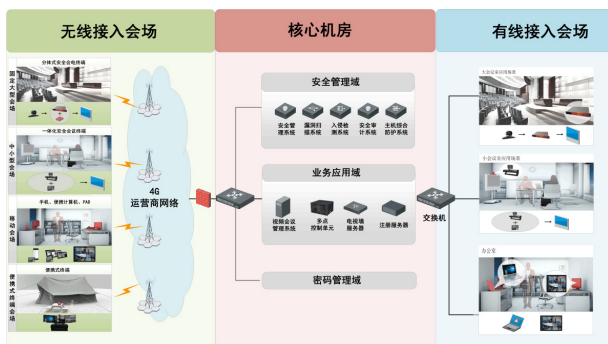 无线接入会场
核心机房
有线接入会场
固定大型会场
分体式安全会电终端
中小型会场
一体化安全会议终端
移动会场
手机、便携计算机、PAD
便携式终端会场
便携式终端
4G
运营商网络
安全管理域
安全管
理系统
漏洞扫
描系统
入侵检
测系统
安全审
计系统
主机综合
防护系统
业务应用域
视频会议
管理系统
多点
控制单元
电视墙
服务器
注册服务器
密码管理域
交换机
大会议室应用场景
小会议室应用场景
办公室